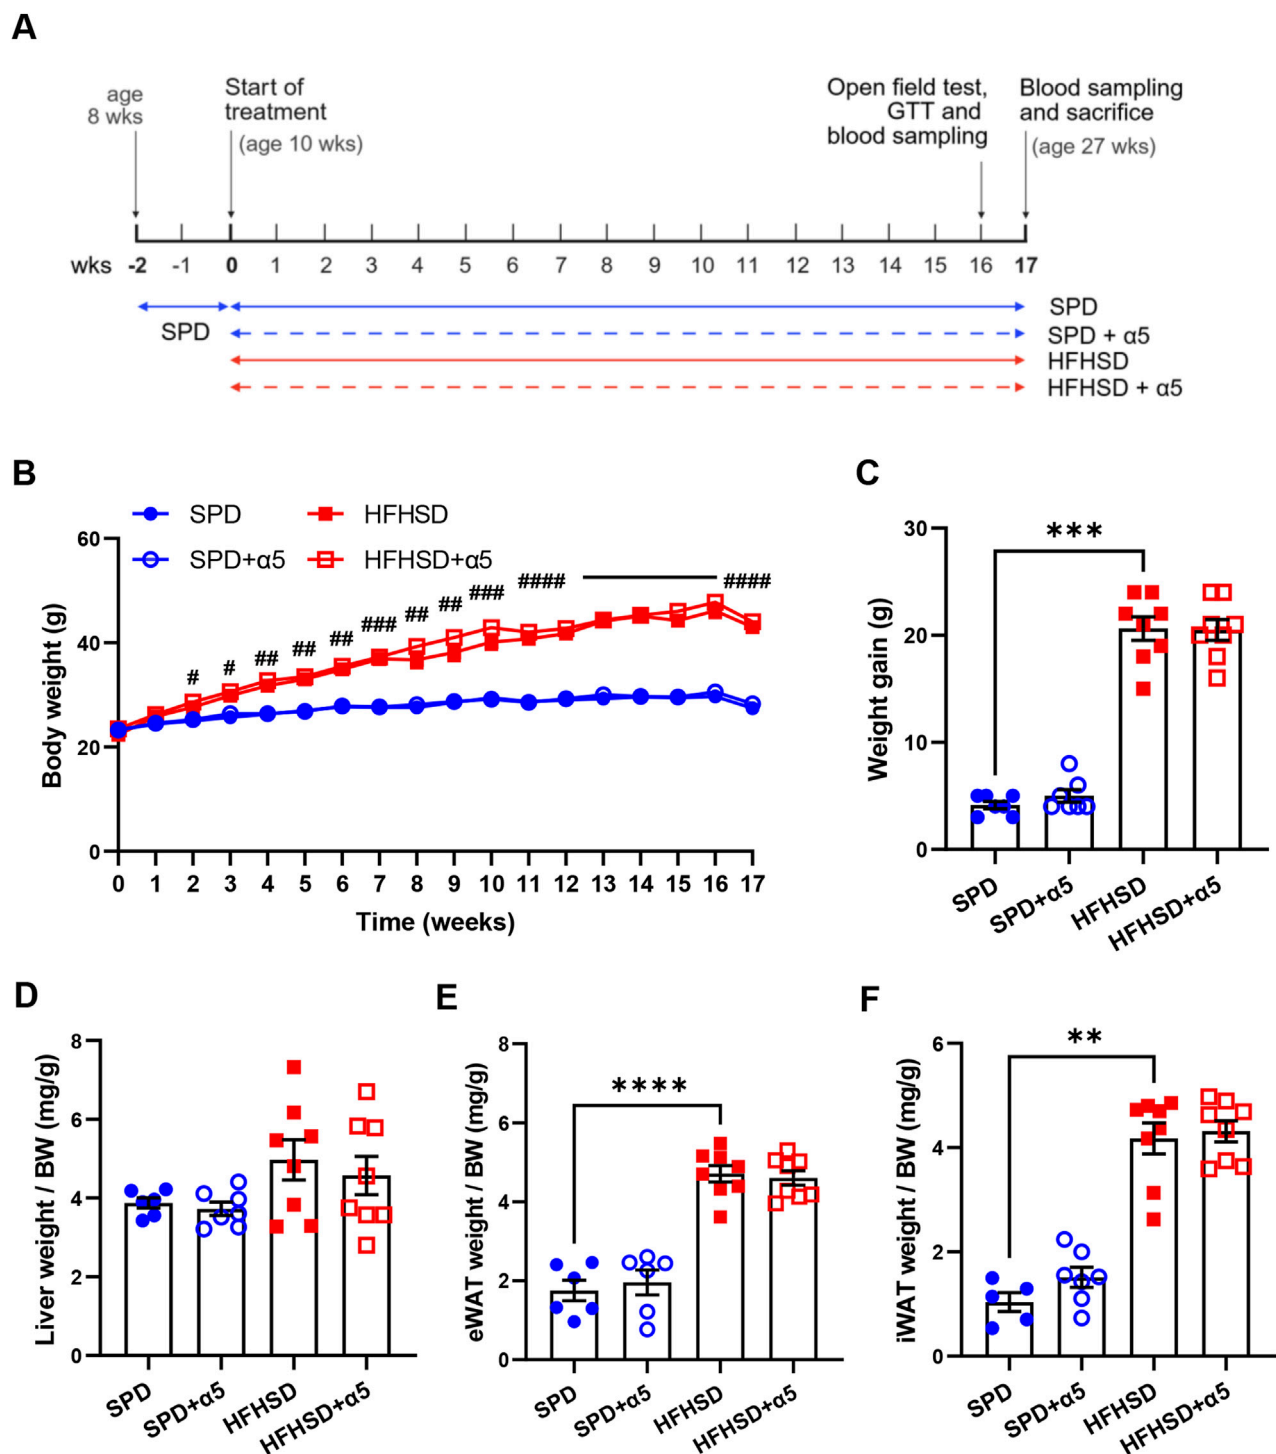 A
age
8 wks
Start of
treatment
(age 10 wks)
Open field test,
GTT and
blood sampling
Blood sampling
and sacrifice
(age 27 wks)
wks -2 -1 0 1 2 3 4 5 6 7 8 9 10 11 12 13 14 15 16 17
SPD
SPD
SPD + α5
HFHSD
HFHSD + α5
B
SPD
HFHSD
SPD+α5
HFHSD+α5
# # ## ## ## ### ## ## ### #### ####
Body weight (g)
60
40
20
0
0 1 2 3 4 5 6 7 8 9 10 11 12 13 14 15 16 17
Time (weeks)
C
***
Weight gain (g)
30
20
10
0
SPD
SPD+α5
HFHSD
HFHSD+α5
D
Liver weight / BW (mg/g)
8
6
4
2
0
SPD
SPD+α5
HFHSD
HFHSD+α5
E
****
eWAT weight / BW (mg/g)
8
6
4
2
0
SPD
SPD+α5
HFHSD
HFHSD+α5
F
**
iWAT weight / BW (mg/g)
6
4
2
0
SPD
SPD+α5
HFHSD
HFHSD+α5